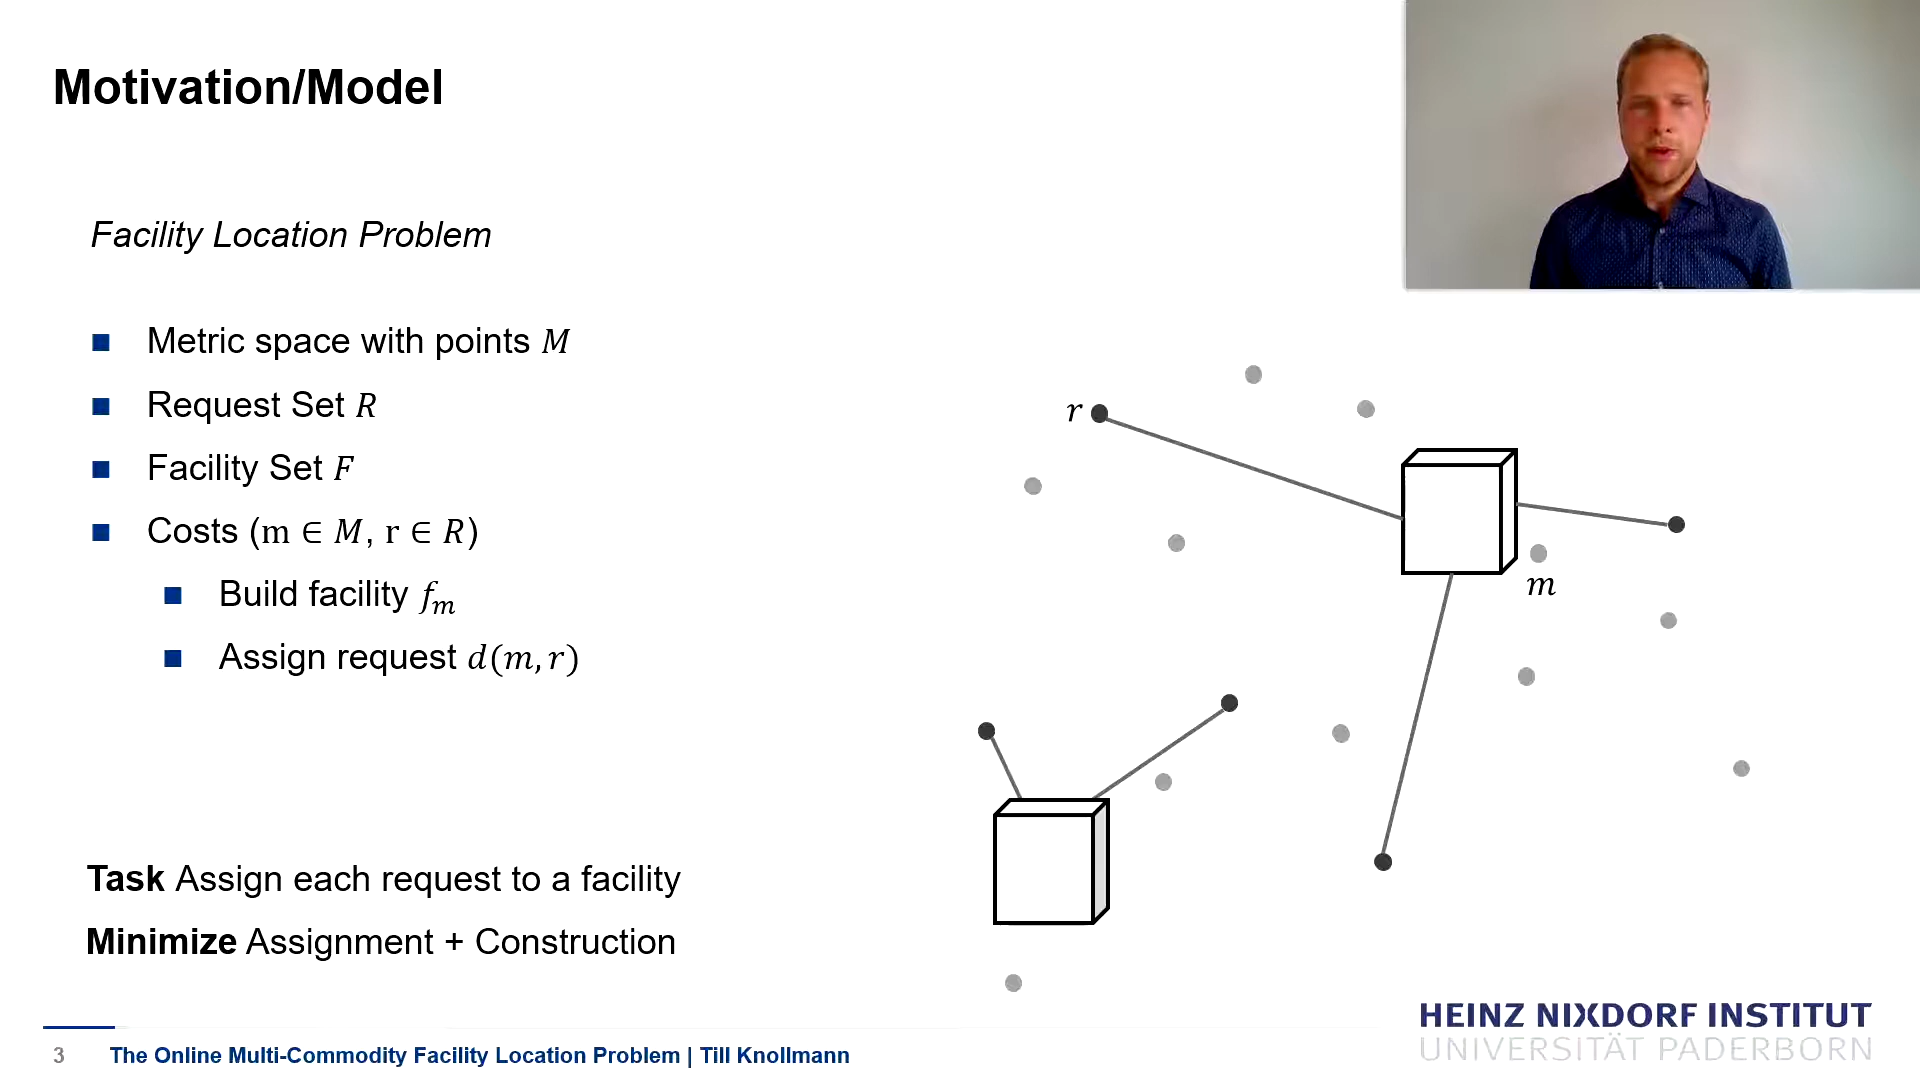 Motivation/Model
Facility Location Problem
■ Metric space with points 𝑀
■ Request Set 𝑅
■ Facility Set 𝐹
■ Costs (m ∈ 𝑀, r ∈ 𝑅)
■ Build facility 𝑓ₘ
■ Assign request 𝑑(𝑚, 𝑟)
𝑟
𝑚
Task Assign each request to a facility
Minimize Assignment + Construction
HEINZ NIXDORF INSTITUT
UNIVERSITÄT PADERBORN
3 The Online Multi-Commodity Facility Location Problem | Till Knollmann